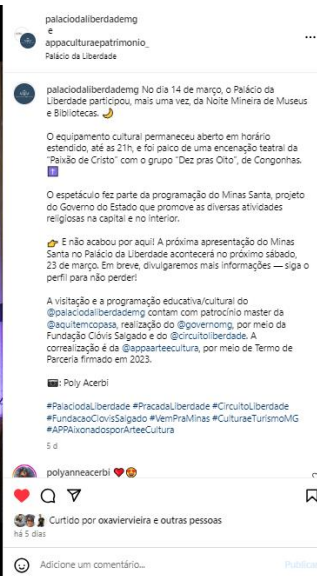 palaciodaliberdademg
e
appaculturaepatrimonio_
Palácio da Liberdade
palaciodaliberdademg No dia 14 de março, o Palácio da
Liberdade participou, mais uma vez, da Noite Mineira de Museus
e Bibliotecas. 🌙
O equipamento cultural permaneceu aberto em horário
estendido, até as 21h, e foi palco de uma encenação teatral da
"Paixão de Cristo" com o grupo "Dez pras Oito", de Congonhas.
✝️
O espetáculo fez parte da programação do Minas Santa, projeto
do Governo do Estado que promove as diversas atividades
religiosas na capital e no interior.
👉 E não acabou por aqui! A próxima apresentação do Minas
Santa no Palácio da Liberdade acontecerá no próximo sábado,
23 de março. Em breve, divulgaremos mais informações — siga o
perfil para não perder!
A visitação e a programação educativa/cultural do
@palaciodaliberdademg contam com patrocínio master da
@aquitemcopasa, realização do @governomg, por meio da
Fundação Clóvis Salgado e do @circuitoliberdade. A
correalização é da @appaarteecultura, por meio de Termo de
Parceria firmado em 2023.
📷: Poly Acerbi
#PalaciodaLiberdade #PracadaLiberdade #CircuitoLiberdade
#FundacaoClovisSalgado #VemPraMinas #CulturaeTurismoMG
#APPAixonadosporArteeCultura
5 d
polyanneacerbi ❤️😍
Curtido por oxaviervieira e outras pessoas
há 5 dias
Adicione um comentário...
Publicar